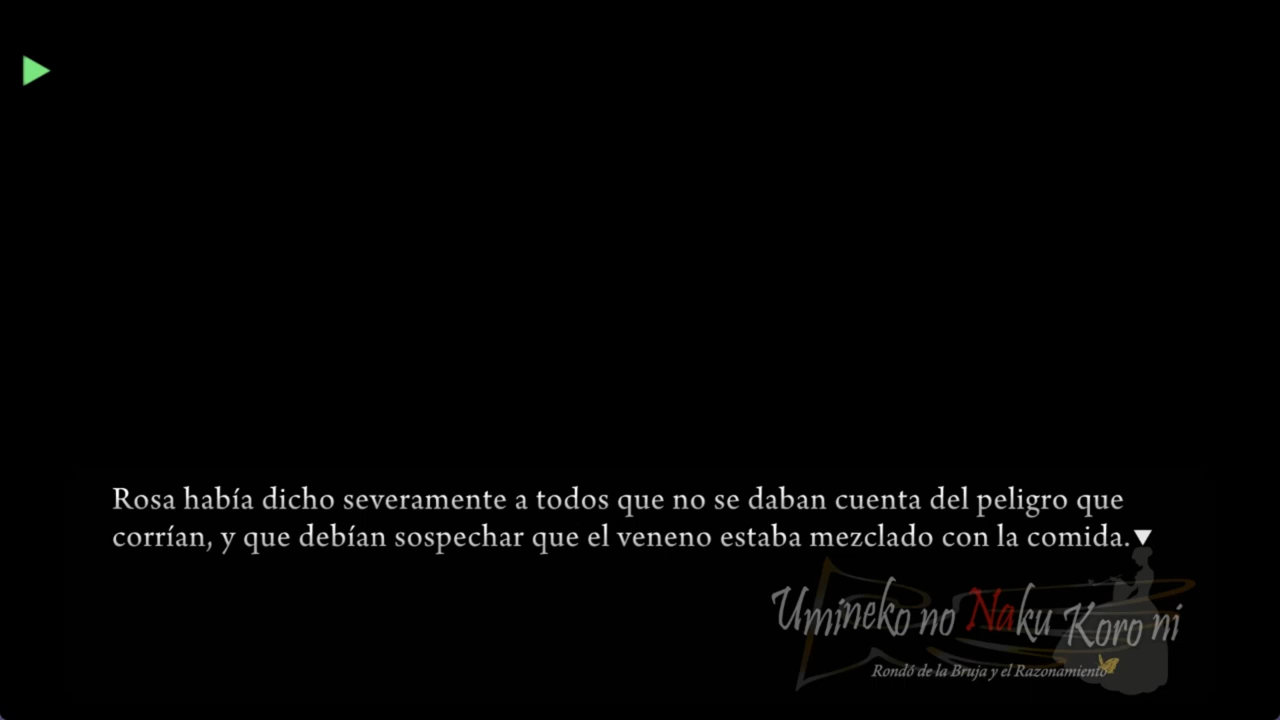 Rosa había dicho severamente a todos que no se daban cuenta del peligro que
corrían, y que debían sospechar que el veneno estaba mezclado con la comida.
Umineko no Naku Koro ni
Rondó de la Bruja y el Razonamiento